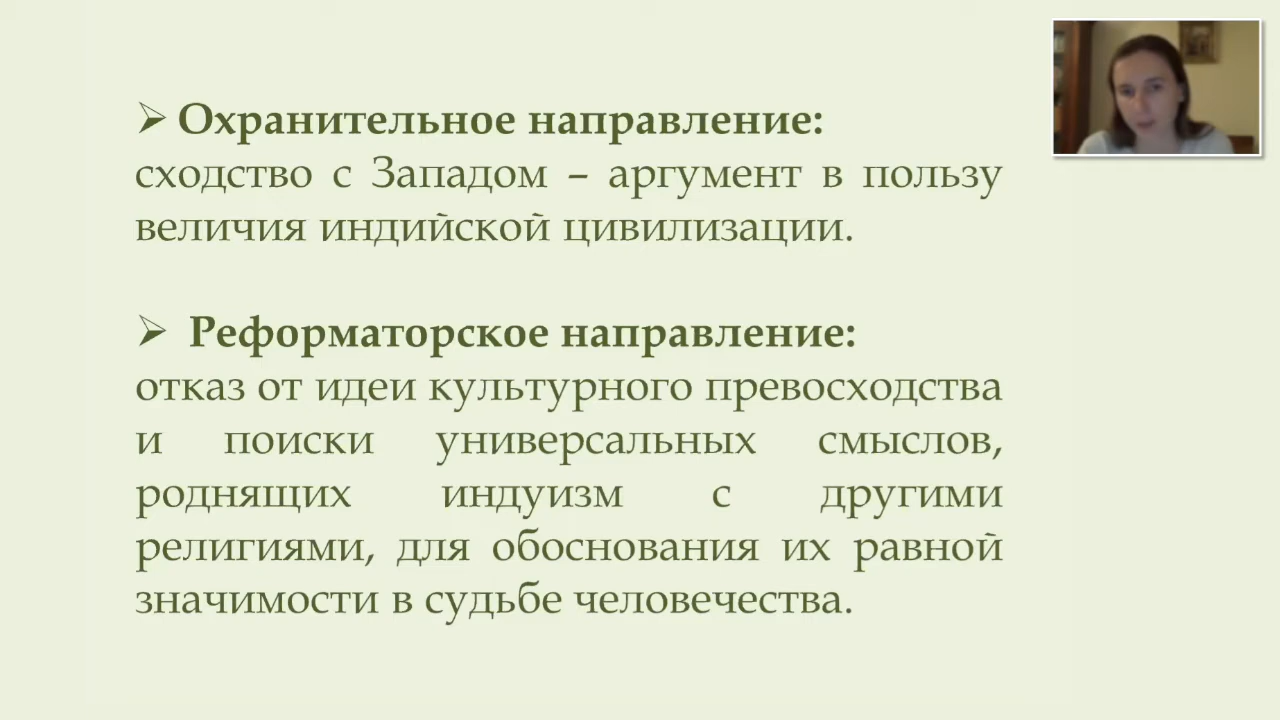 ➢ Охранительное направление:
сходство с Западом – аргумент в пользу
величия индийской цивилизации.
➢ Реформаторское направление:
отказ от идеи культурного превосходства
и поиски универсальных смыслов,
роднящих индуизм с другими
религиями, для обоснования их равной
значимости в судьбе человечества.